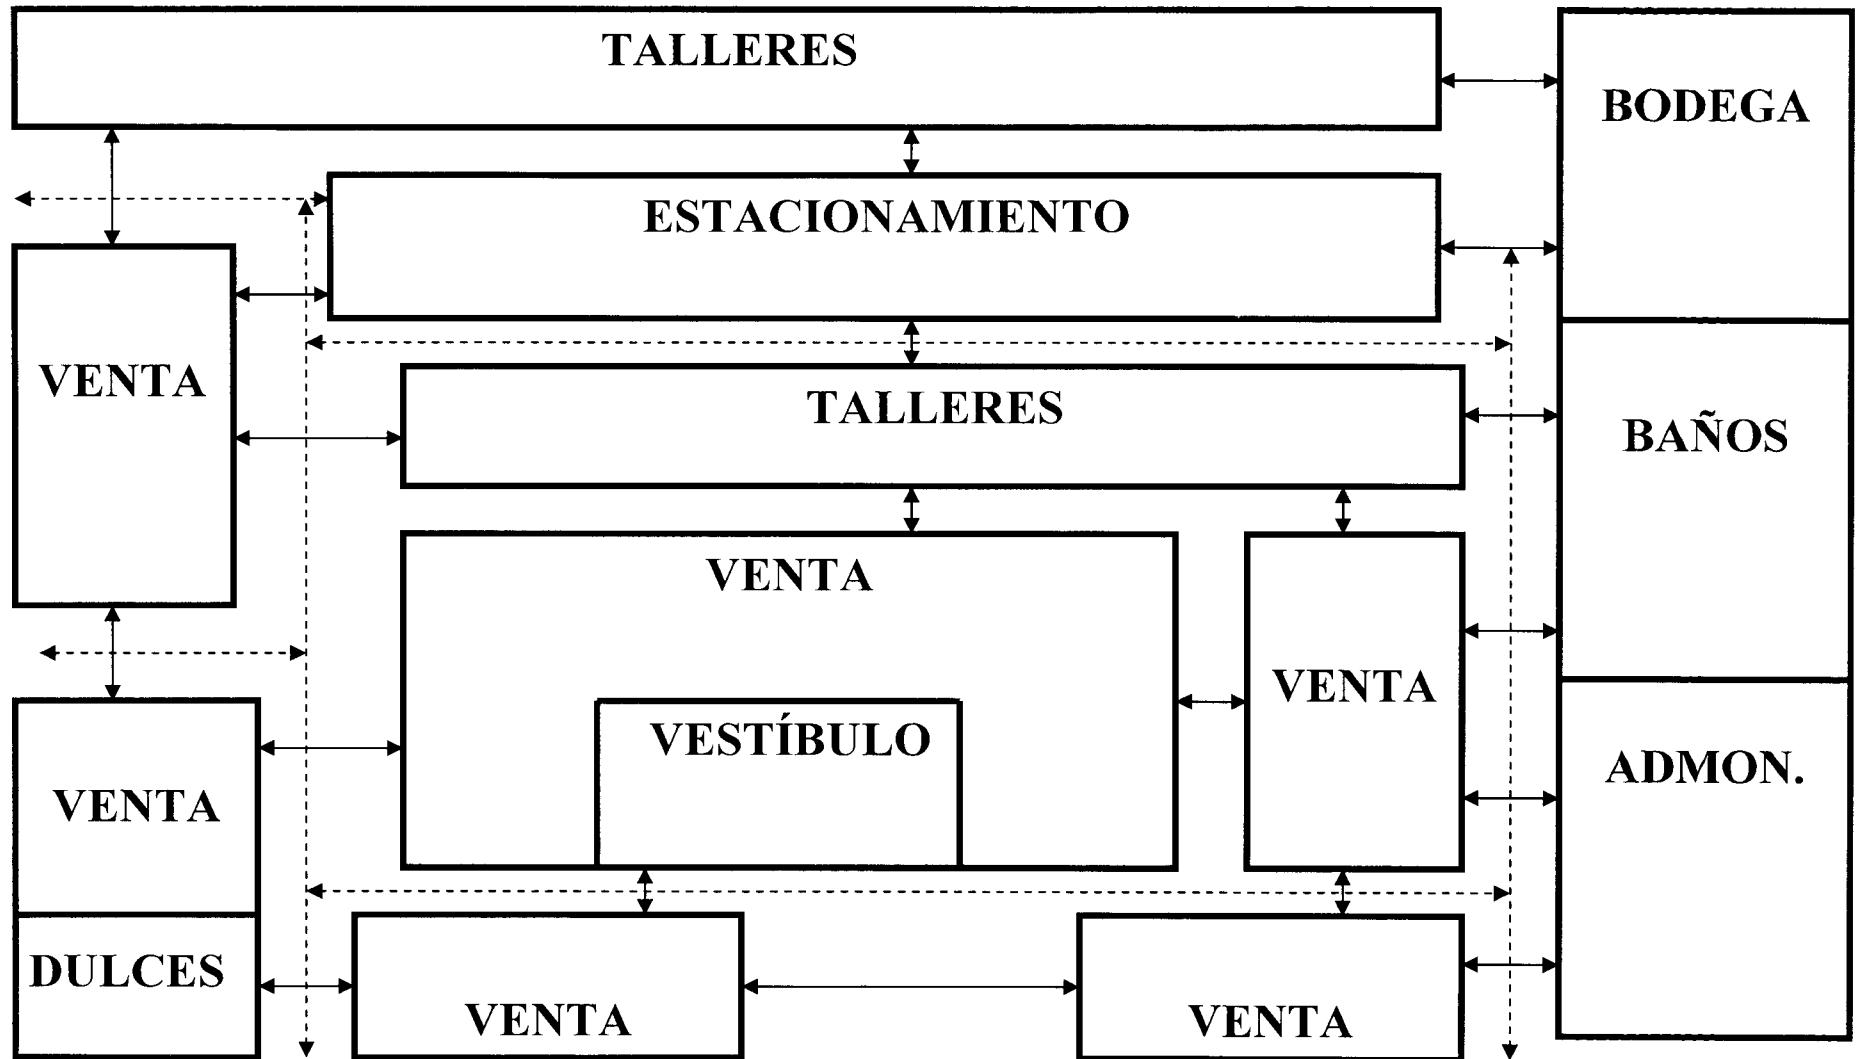 TALLERES
BODEGA
ESTACIONAMIENTO
VENTA
TALLERES
BAÑOS
VENTA
VENTA
VESTÍBULO
ADMON.
VENTA
DULCES
VENTA
VENTA